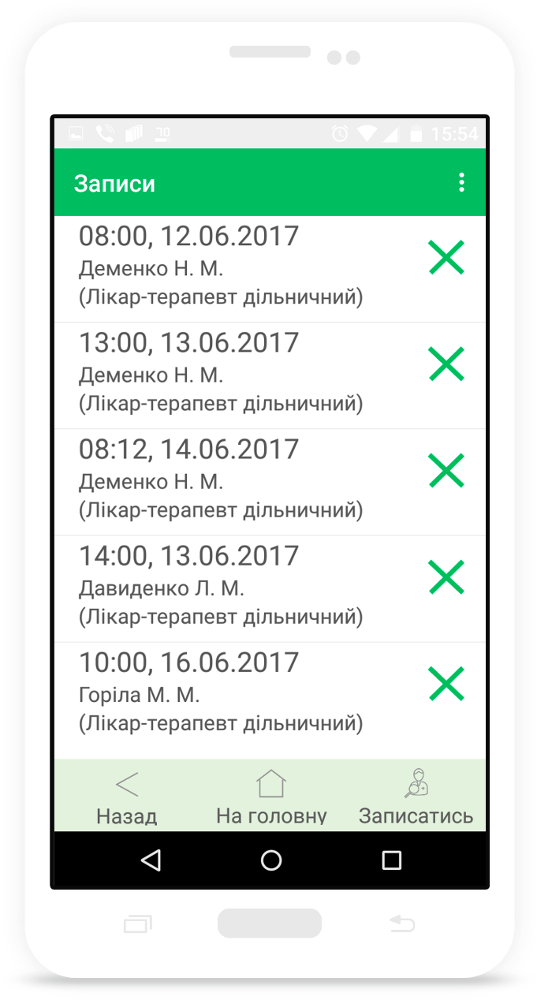 15:54
Записи
08:00, 12.06.2017
Деменко Н. М.
(Лікар-терапевт дільничний)
13:00, 13.06.2017
Деменко Н. М.
(Лікар-терапевт дільничний)
08:12, 14.06.2017
Деменко Н. М.
(Лікар-терапевт дільничний)
14:00, 13.06.2017
Давиденко Л. М.
(Лікар-терапевт дільничний)
10:00, 16.06.2017
Горіла М. М.
(Лікар-терапевт дільничний)
Назад На головну Записатись